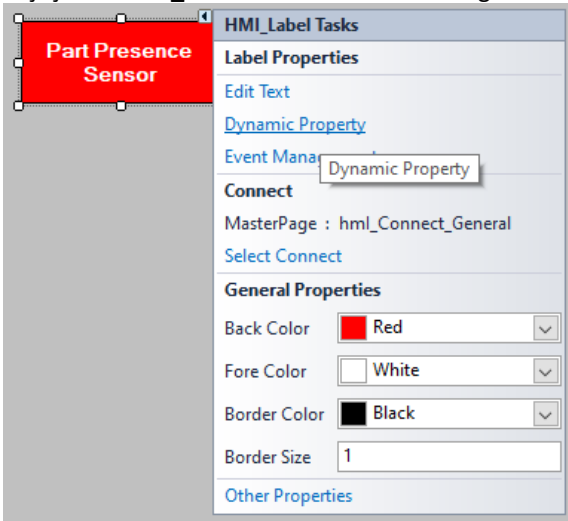 Part Presence
Sensor
HMI_Label Tasks
Label Properties
Edit Text
Dynamic Property
Event Manag
Dynamic Property
Connect
MasterPage : hml_Connect_General
Select Connect
General Properties
Back Color Red
Fore Color White
Border Color Black
Border Size 1
Other Properties